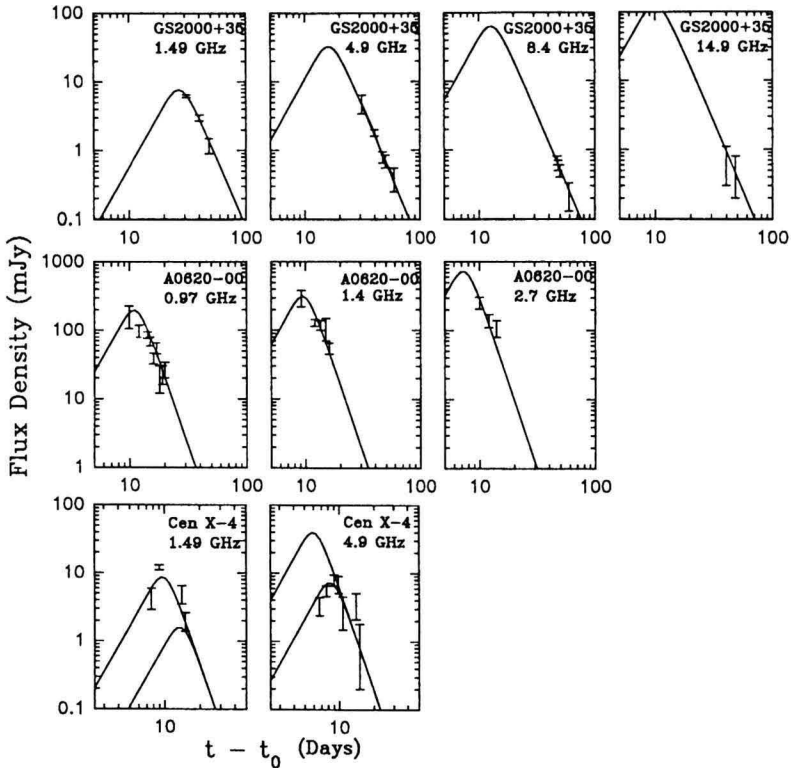 GS2000+35 GS2000+35 GS2000+35 GS2000+35
1.49 GHz 4.9 GHz 8.4 GHz 14.9 GHz
100
10
1
0.1
10 100 10 100 10 100 10 100
A0620-00 A0620-00 A0620-00
0.97 GHz 1.4 GHz 2.7 GHz
1000
100
10
1
10 100 10 100 10 100
Cen X-4 Cen X-4
1.49 GHz 4.9 GHz
100
10
1
0.1
10 10
Flux Density (mJy)
t - t₀ (Days)